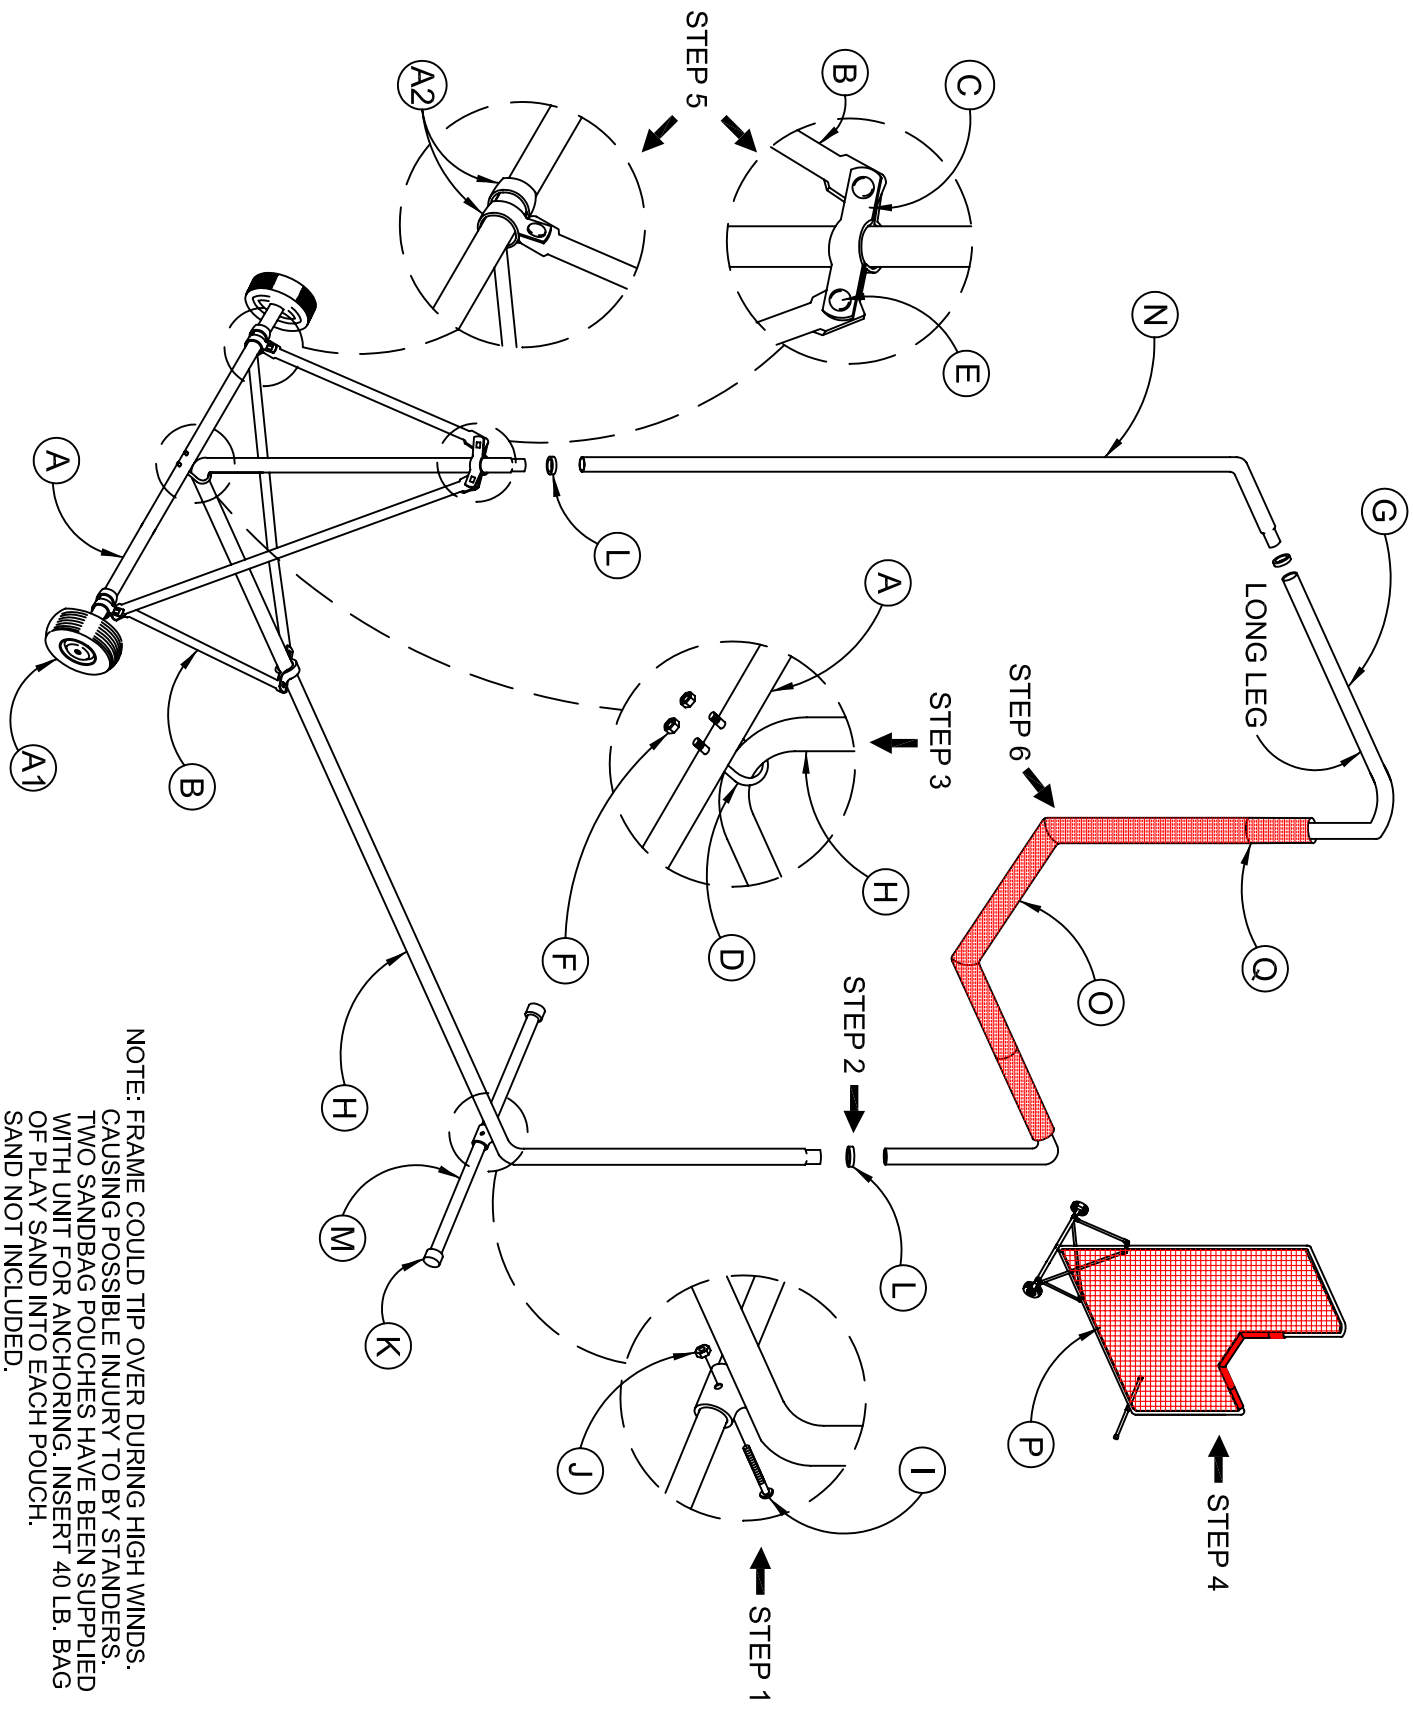 STEP 5
A2
B
C
E
N
G
LONG LEG
A
L
A
STEP 3
STEP 6
A1
B
H
D
F
Q
O
STEP 2
H
M
K
L
P
STEP 4
J
I
STEP 1
NOTE: FRAME COULD TIP OVER DURING HIGH WINDS.
CAUSING POSSIBLE INJURY TO BY STANDERS.
TWO SANDBAG POUCHES HAVE BEEN SUPPLIED
WITH UNIT FOR ANCHORING. INSERT 40 LB. BAG
OF PLAY SAND INTO EACH POUCH.
SAND NOT INCLUDED.